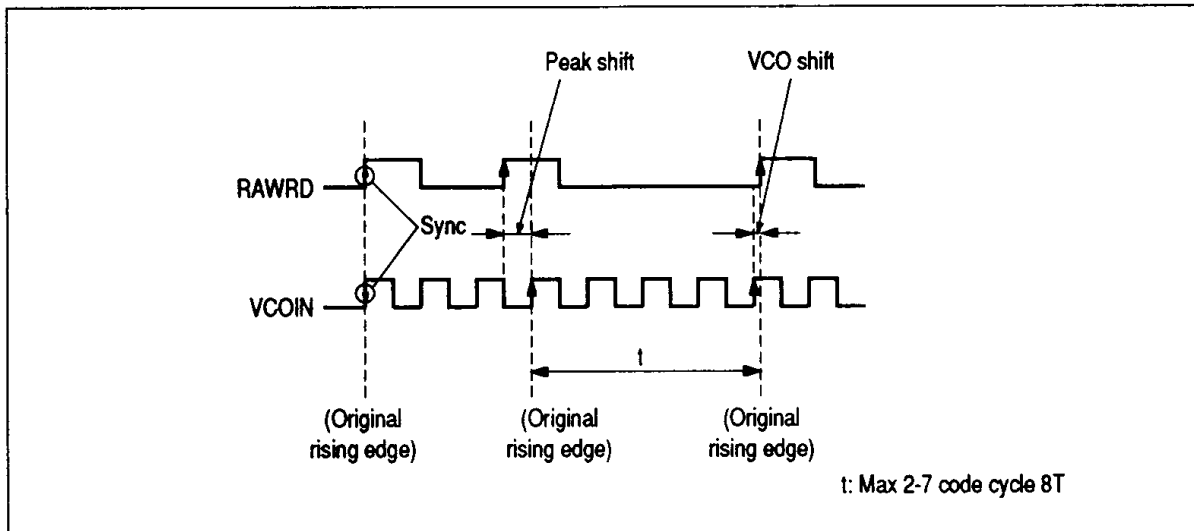 Peak shift
VCO shift
RAWRD
Sync
VCOIN
t
(Original
rising edge)
(Original
rising edge)
(Original
rising edge)
t: Max 2-7 code cycle 8T